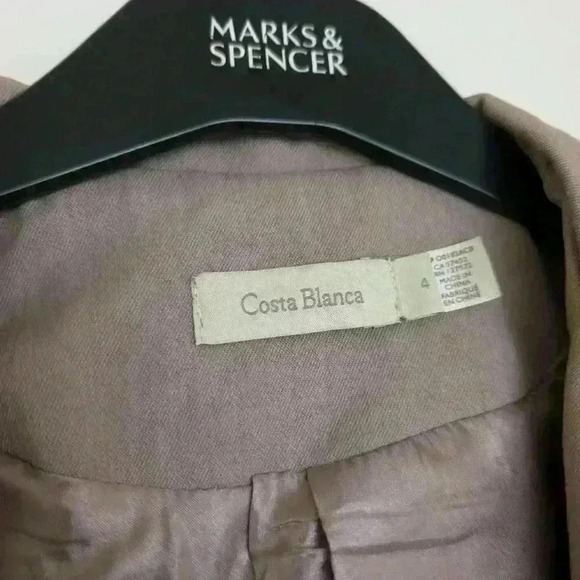 MARKS &
SPENCER
Costa Blanca
4
MADE IN
CHINA
FABRIQUÉ
EN CHINE